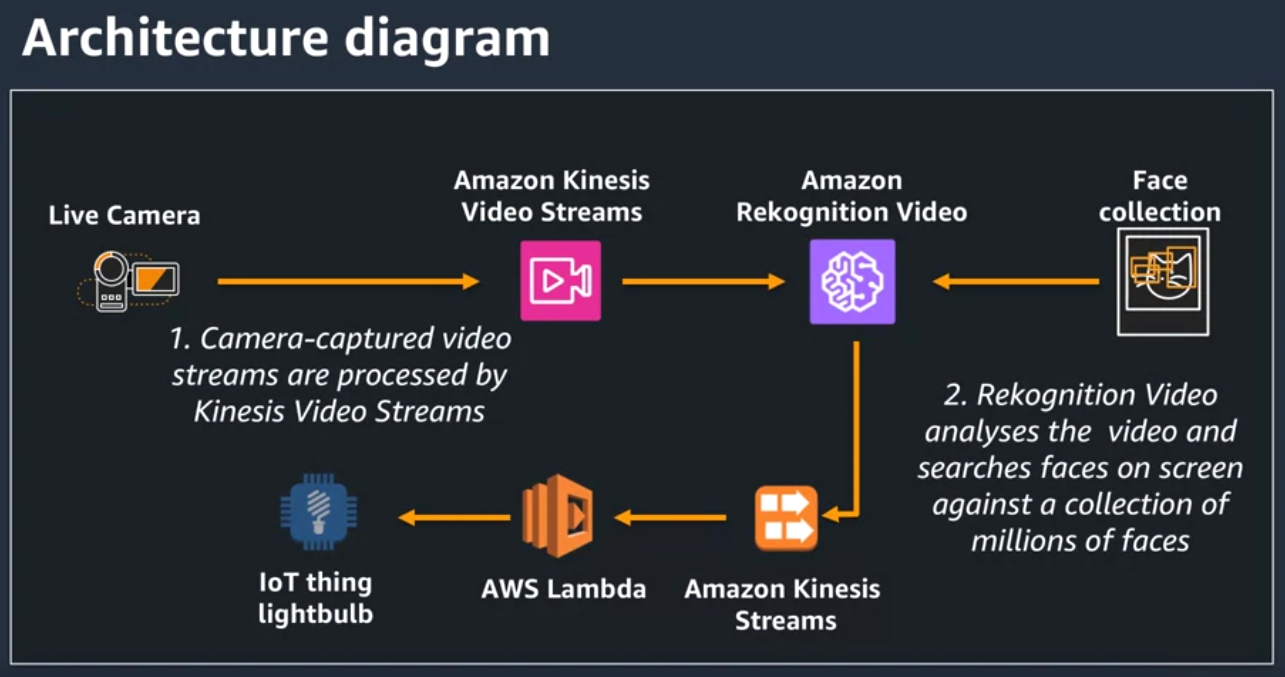 Architecture diagram
Live Camera
Amazon Kinesis
Video Streams
Amazon
Rekognition Video
Face
collection
1. Camera-captured video
streams are processed by
Kinesis Video Streams
2. Rekognition Video
analyses the video and
searches faces on screen
against a collection of
millions of faces
IoT thing
lightbulb
AWS Lambda
Amazon Kinesis
Streams